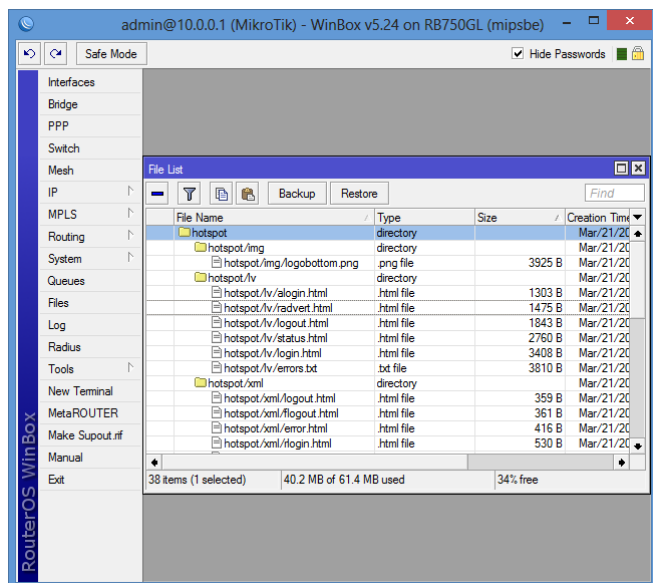 admin@10.0.0.1 (MikroTik) - WinBox v5.24 on RB750GL (mipsbe)
Safe Mode Hide Passwords
RouterOS WinBox
Interfaces
Bridge
PPP
Switch
Mesh
IP
MPLS
Routing
System
Queues
Files
Log
Radius
Tools
New Terminal
MetaROUTER
Make Supout.rif
Manual
Exit
File List
Backup Restore Find
File Name Type Size Creation Time
hotspot directory Mar/21/20
hotspot/img directory Mar/21/20
hotspot/img/logobottom.png .png file 3925 B Mar/21/20
hotspot/lv directory Mar/21/20
hotspot/lv/alogin.html .html file 1303 B Mar/21/20
hotspot/lv/radvert.html .html file 1475 B Mar/21/20
hotspot/lv/logout.html .html file 1843 B Mar/21/20
hotspot/lv/status.html .html file 2760 B Mar/21/20
hotspot/lv/login.html .html file 3408 B Mar/21/20
hotspot/lv/errors.txt .txt file 3810 B Mar/21/20
hotspot/xml directory Mar/21/20
hotspot/xml/logout.html .html file 359 B Mar/21/20
hotspot/xml/flogout.html .html file 361 B Mar/21/20
hotspot/xml/error.html .html file 416 B Mar/21/20
hotspot/xml/rlogin.html .html file 530 B Mar/21/20
38 items (1 selected) 40.2 MB of 61.4 MB used 34% free